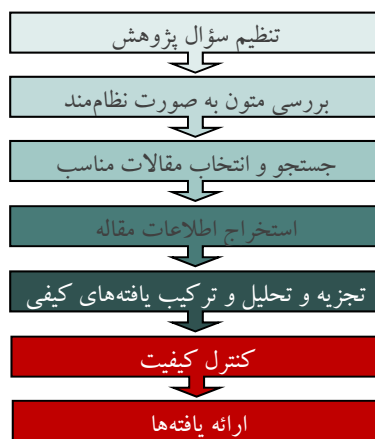 تنظیم سؤال پژوهش
بررسی متون به صورت نظام‌مند
جستجو و انتخاب مقالات مناسب
استخراج اطلاعات مقاله
تجزیه و تحلیل و ترکیب یافته‌های کیفی
کنترل کیفیت
ارائه یافته‌ها